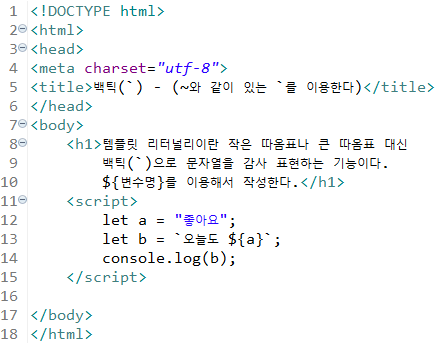 1 <!DOCTYPE html>
2 <html>
3 <head>
4 <meta charset="utf-8">
5 <title>백틱(`) - (~와 같이 있는 `를 이용한다)</title>
6 </head>
7 <body>
8 <h1>템플릿 리터널리이란 작은 따옴표나 큰 따옴표 대신
9 백틱(`)으로 문자열을 감사 표현하는 기능이다.
10 ${변수명}를 이용해서 작성한다.</h1>
11 <script>
12 let a = "좋아요";
13 let b = `오늘도 ${a}`;
14 console.log(b);
15 </script>
16
17 </body>
18 </html>